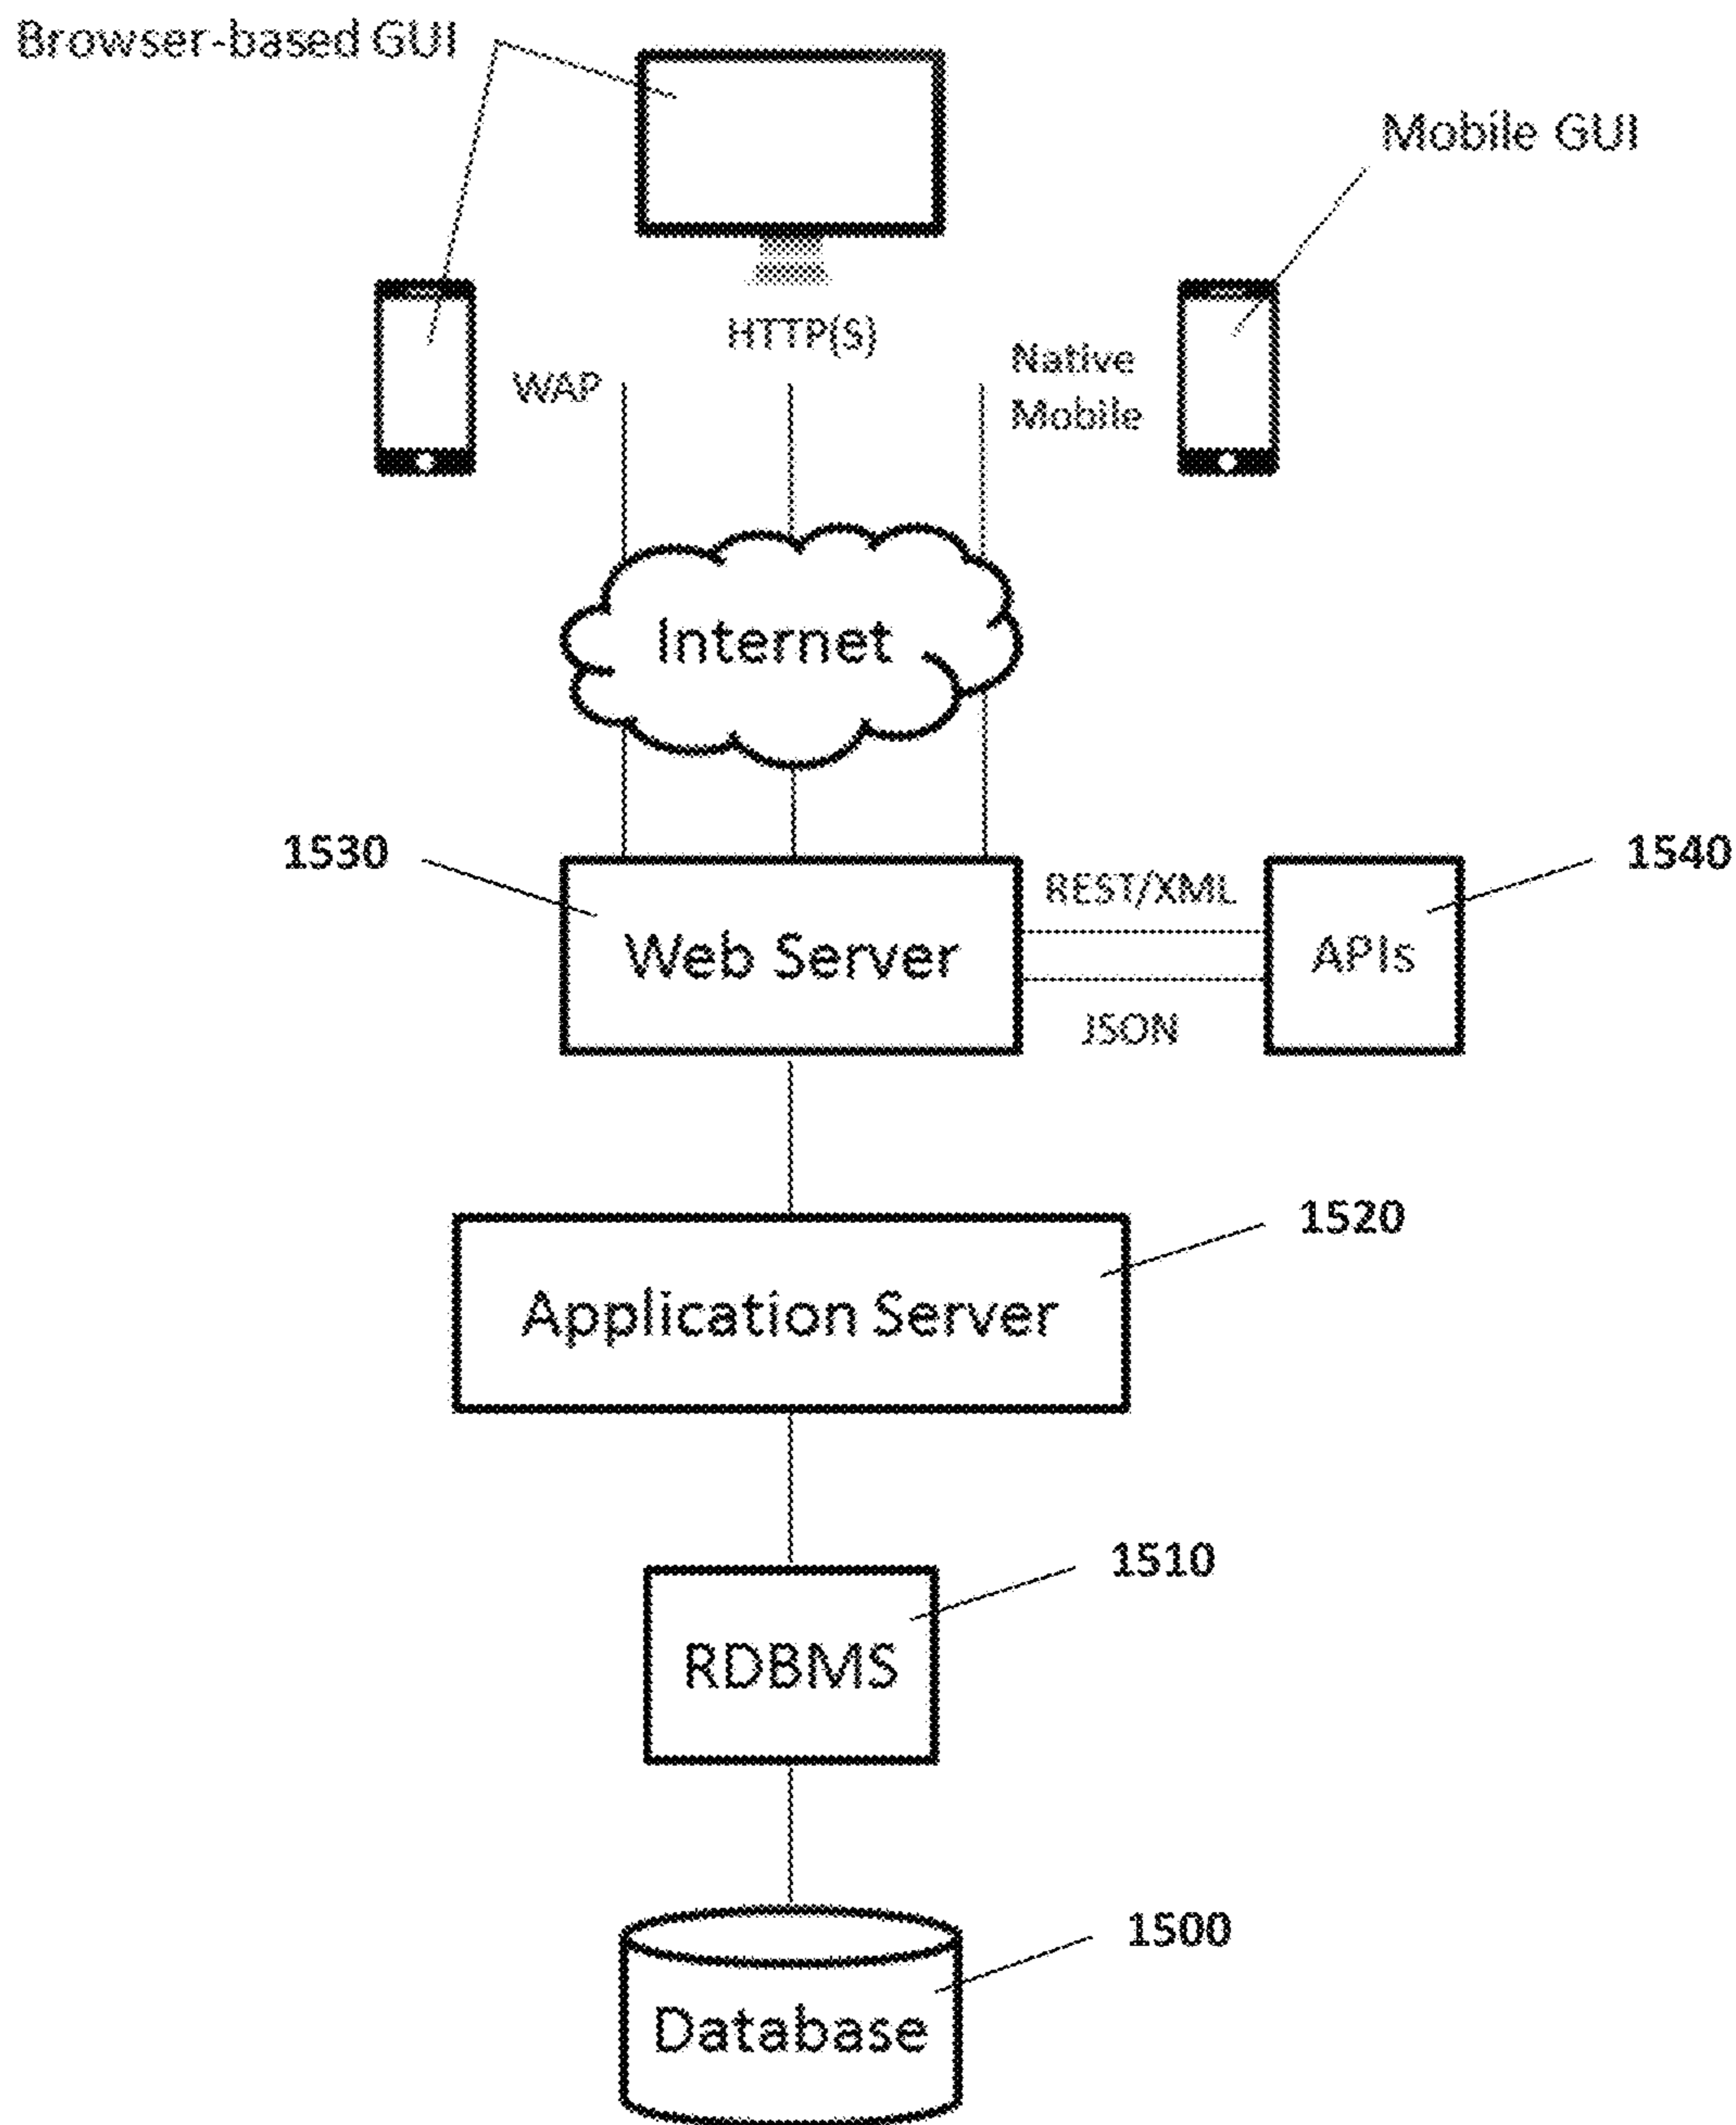 Browser-based GUI
Mobile GUI
HTTP(S)
WAP
Native
Mobile
Internet
1530
1540
REST/XML
Web Server
APIs
JSON
1520
Application Server
1510
RDBMS
1500
Database